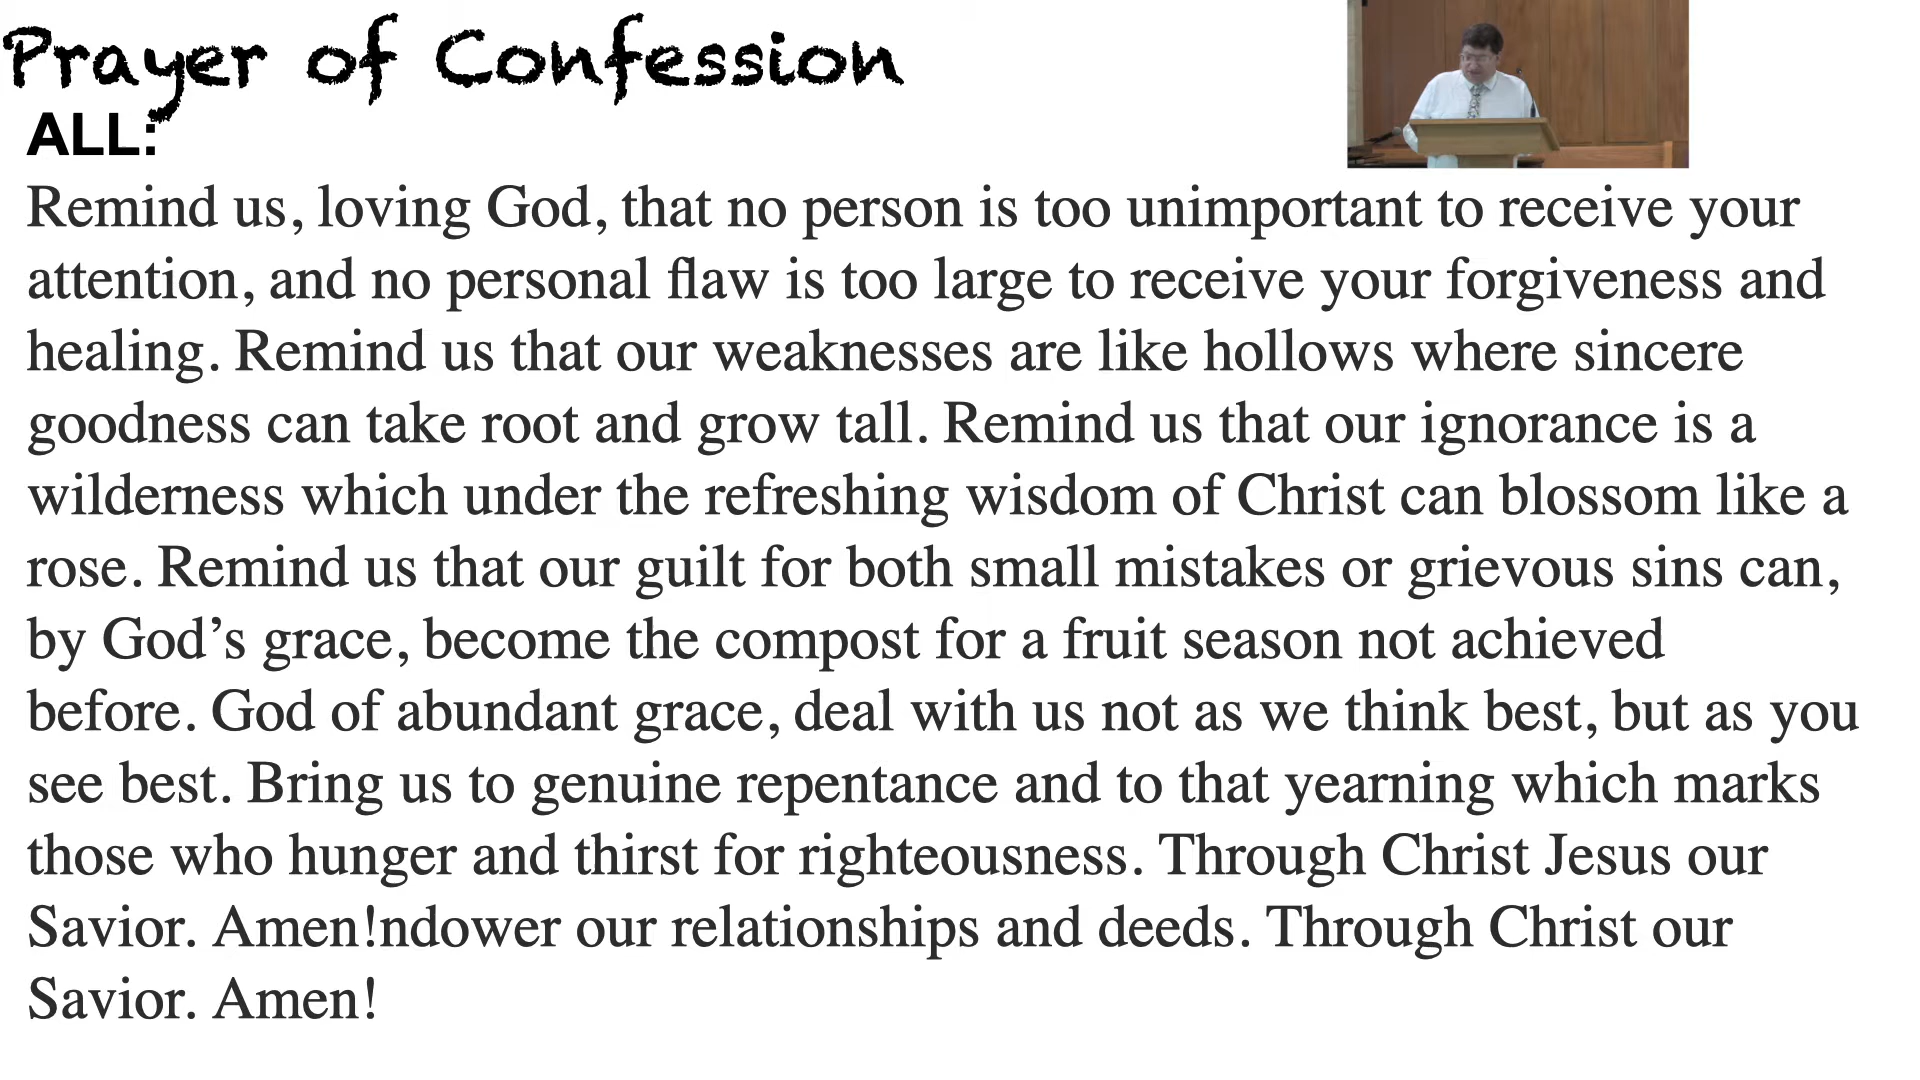 Prayer of Confession
ALL:
Remind us, loving God, that no person is too unimportant to receive your
attention, and no personal flaw is too large to receive your forgiveness and
healing. Remind us that our weaknesses are like hollows where sincere
goodness can take root and grow tall. Remind us that our ignorance is a
wilderness which under the refreshing wisdom of Christ can blossom like a
rose. Remind us that our guilt for both small mistakes or grievous sins can,
by God’s grace, become the compost for a fruit season not achieved
before. God of abundant grace, deal with us not as we think best, but as you
see best. Bring us to genuine repentance and to that yearning which marks
those who hunger and thirst for righteousness. Through Christ Jesus our
Savior. Amen!ndower our relationships and deeds. Through Christ our
Savior. Amen!